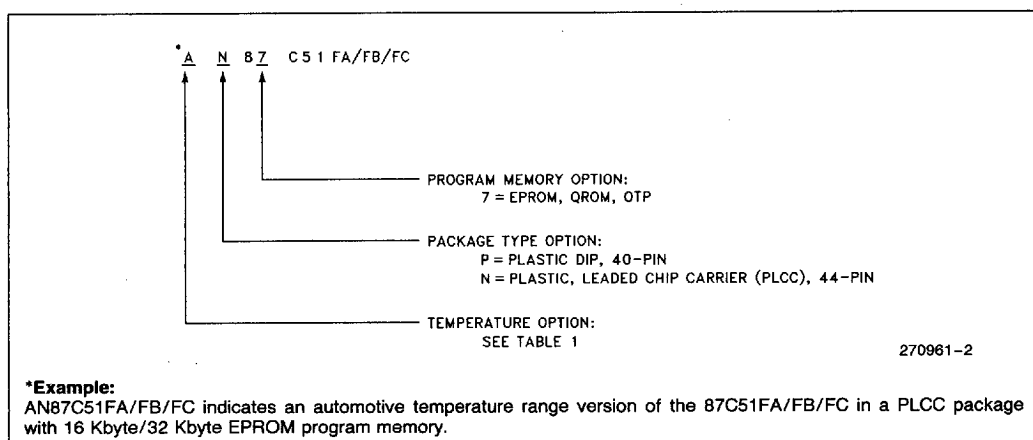 *A N 87 C51 FA/FB/FC
PROGRAM MEMORY OPTION:
7 = EPROM, QROM, OTP
PACKAGE TYPE OPTION:
P = PLASTIC DIP, 40-PIN
N = PLASTIC, LEADED CHIP CARRIER (PLCC), 44-PIN
TEMPERATURE OPTION:
SEE TABLE 1
270961-2
*Example:
AN87C51FA/FB/FC indicates an automotive temperature range version of the 87C51FA/FB/FC in a PLCC package
with 16 Kbyte/32 Kbyte EPROM program memory.